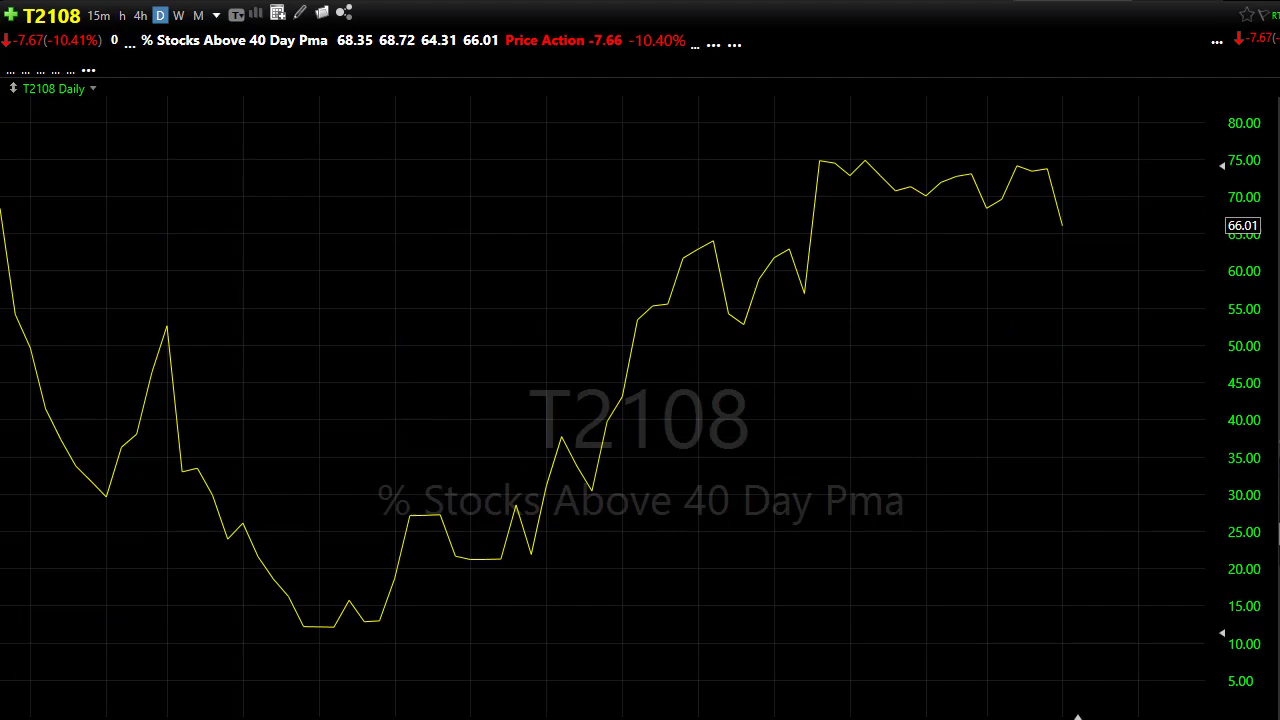 T2108 15m h 4h D W M T
-7.67(-10.41%) 0 ... % Stocks Above 40 Day Pma 68.35 68.72 64.31 66.01 Price Action -7.66 -10.40% ... ... ... ... -7.67(-
... ... ... ... ... ...
T2108 Daily
80.00
75.00
70.00
66.01
65.00
60.00
55.00
50.00
45.00
40.00
35.00
30.00
25.00
20.00
15.00
10.00
5.00
T2108
% Stocks Above 40 Day Pma